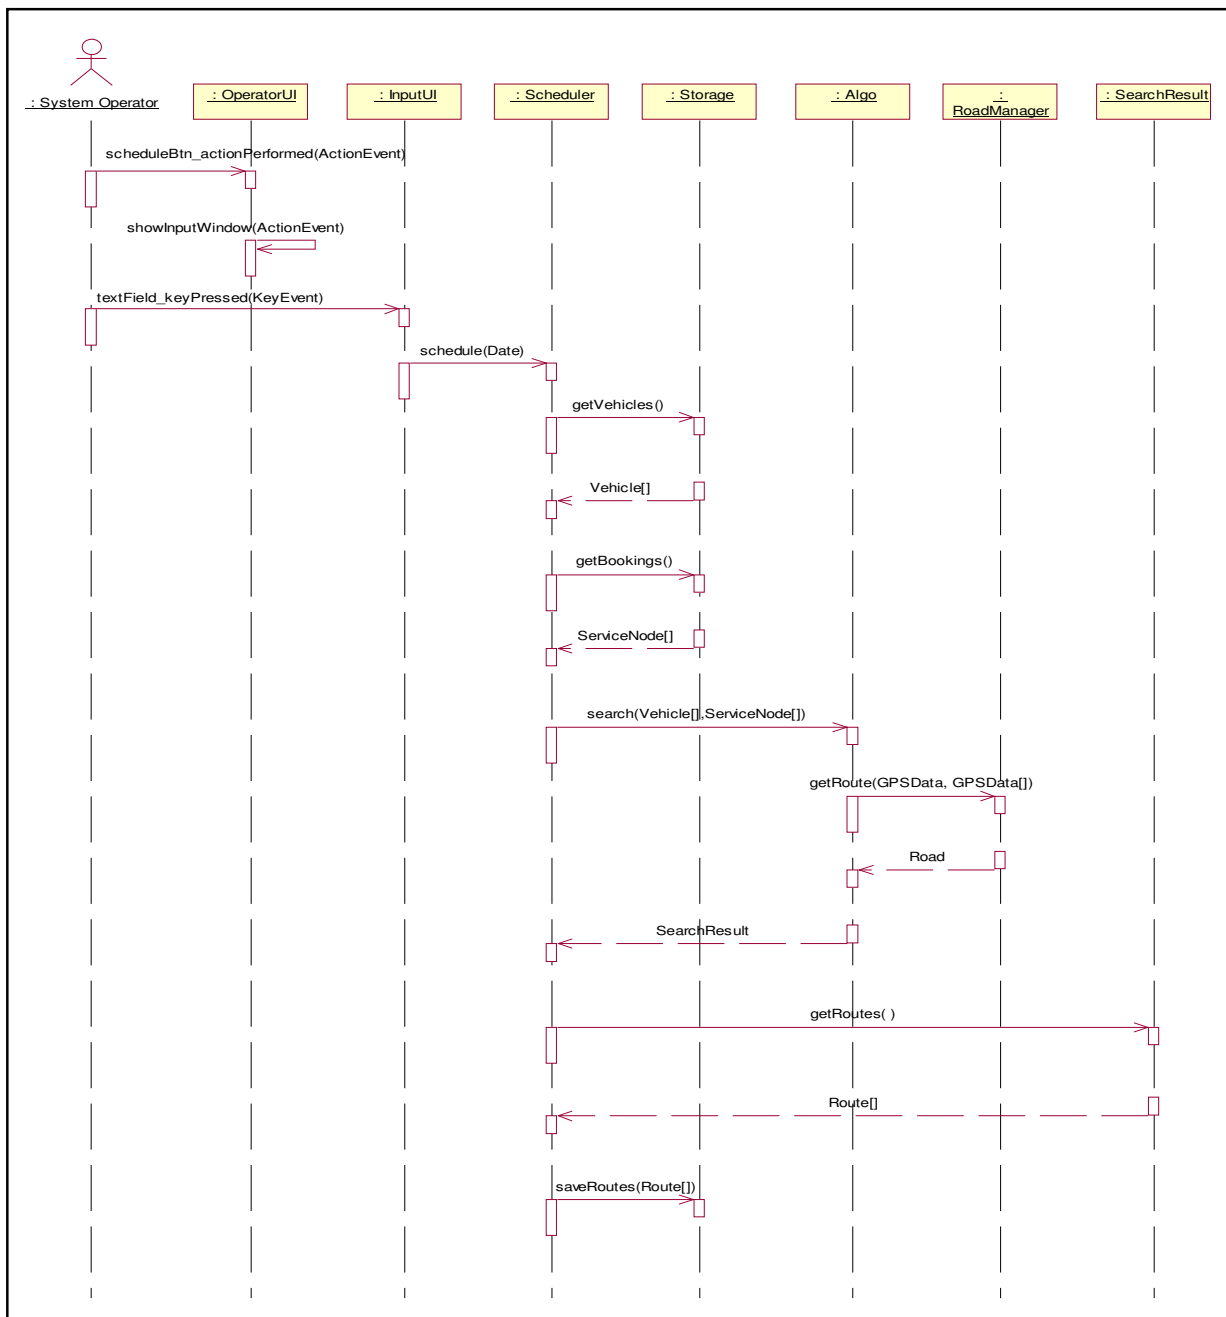 : System Operator
: OperatorUI
: InputUI
: Scheduler
: Storage
: Algo
:
RoadManager
: SearchResult
scheduleBtn_actionPerformed(ActionEvent)
showInputWindow(ActionEvent)
textField_keyPressed(KeyEvent)
schedule(Date)
getVehicles()
Vehicle[]
getBookings()
ServiceNode[]
search(Vehicle[],ServiceNode[])
getRoute(GPSData, GPSData[])
Road
SearchResult
getRoutes( )
Route[]
saveRoutes(Route[])